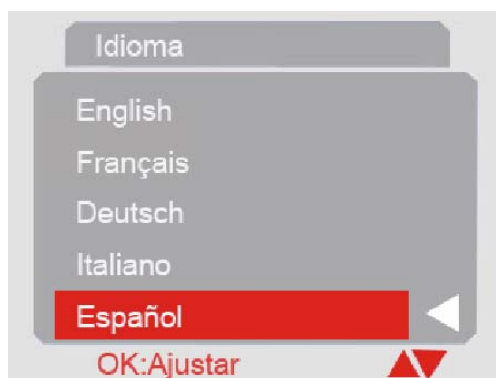 Idioma
English
Français
Deutsch
Italiano
Español
OK:Ajustar